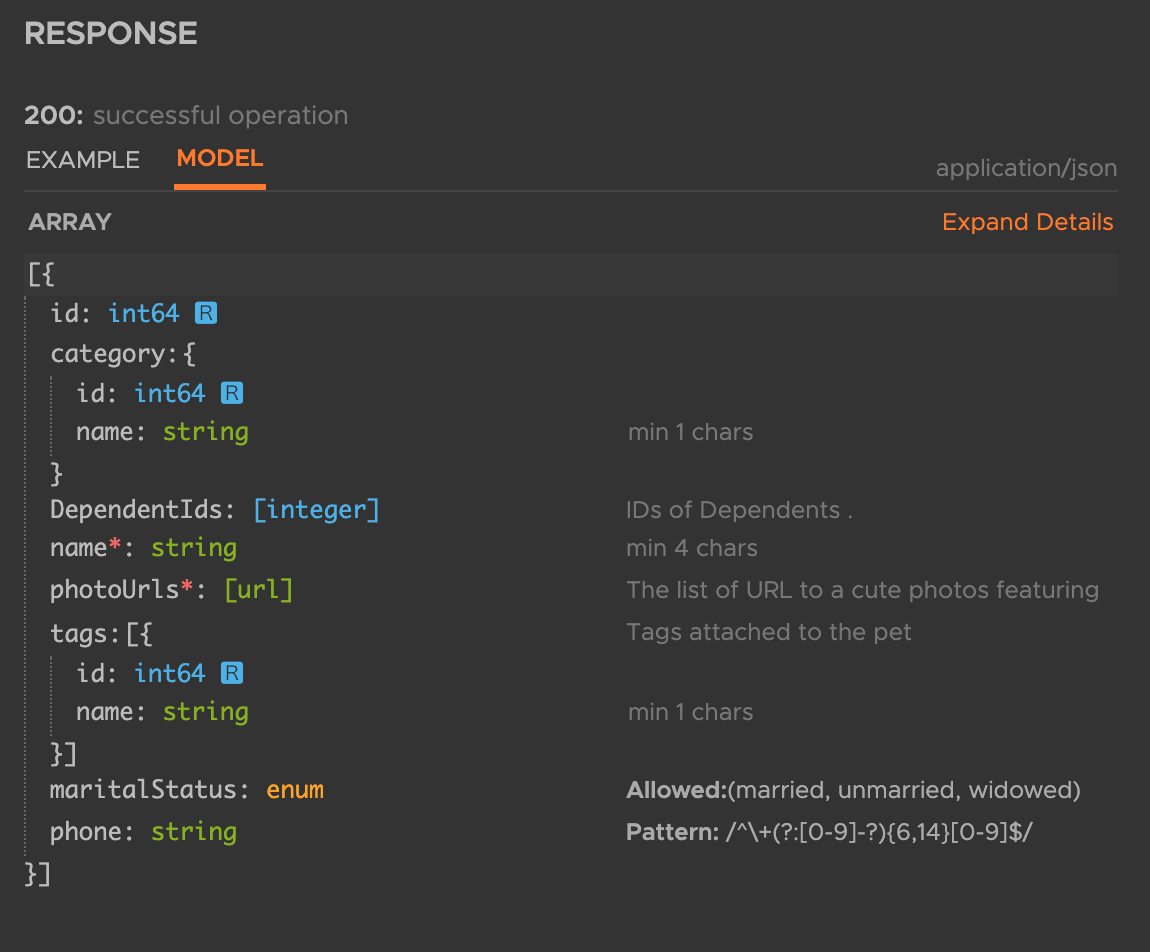 RESPONSE
200: successful operation
EXAMPLE MODEL application/json
ARRAY Expand Details
[{
id: int64 R
category:{
id: int64 R
name: string min 1 chars
}
DependentIds: [integer] IDs of Dependents .
name*: string min 4 chars
photoUrls*: [url] The list of URL to a cute photos featuring
tags:[{ Tags attached to the pet
id: int64 R
name: string min 1 chars
}]
maritalStatus: enum Allowed:(married, unmarried, widowed)
phone: string Pattern: /^\+(?:[0-9]-?){6,14}[0-9]$/
}]